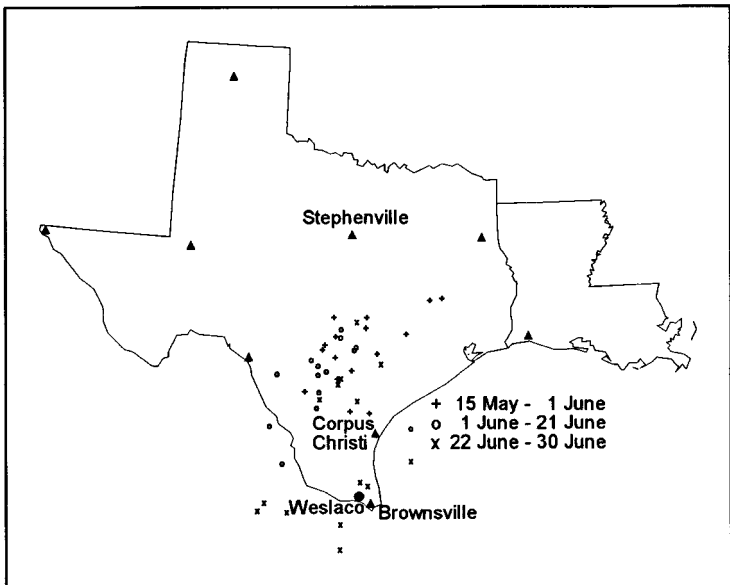 Stephenville
+ 15 May - 1 June
o 1 June - 21 June
x 22 June - 30 June
Corpus
Christi
Weslaco
Brownsville